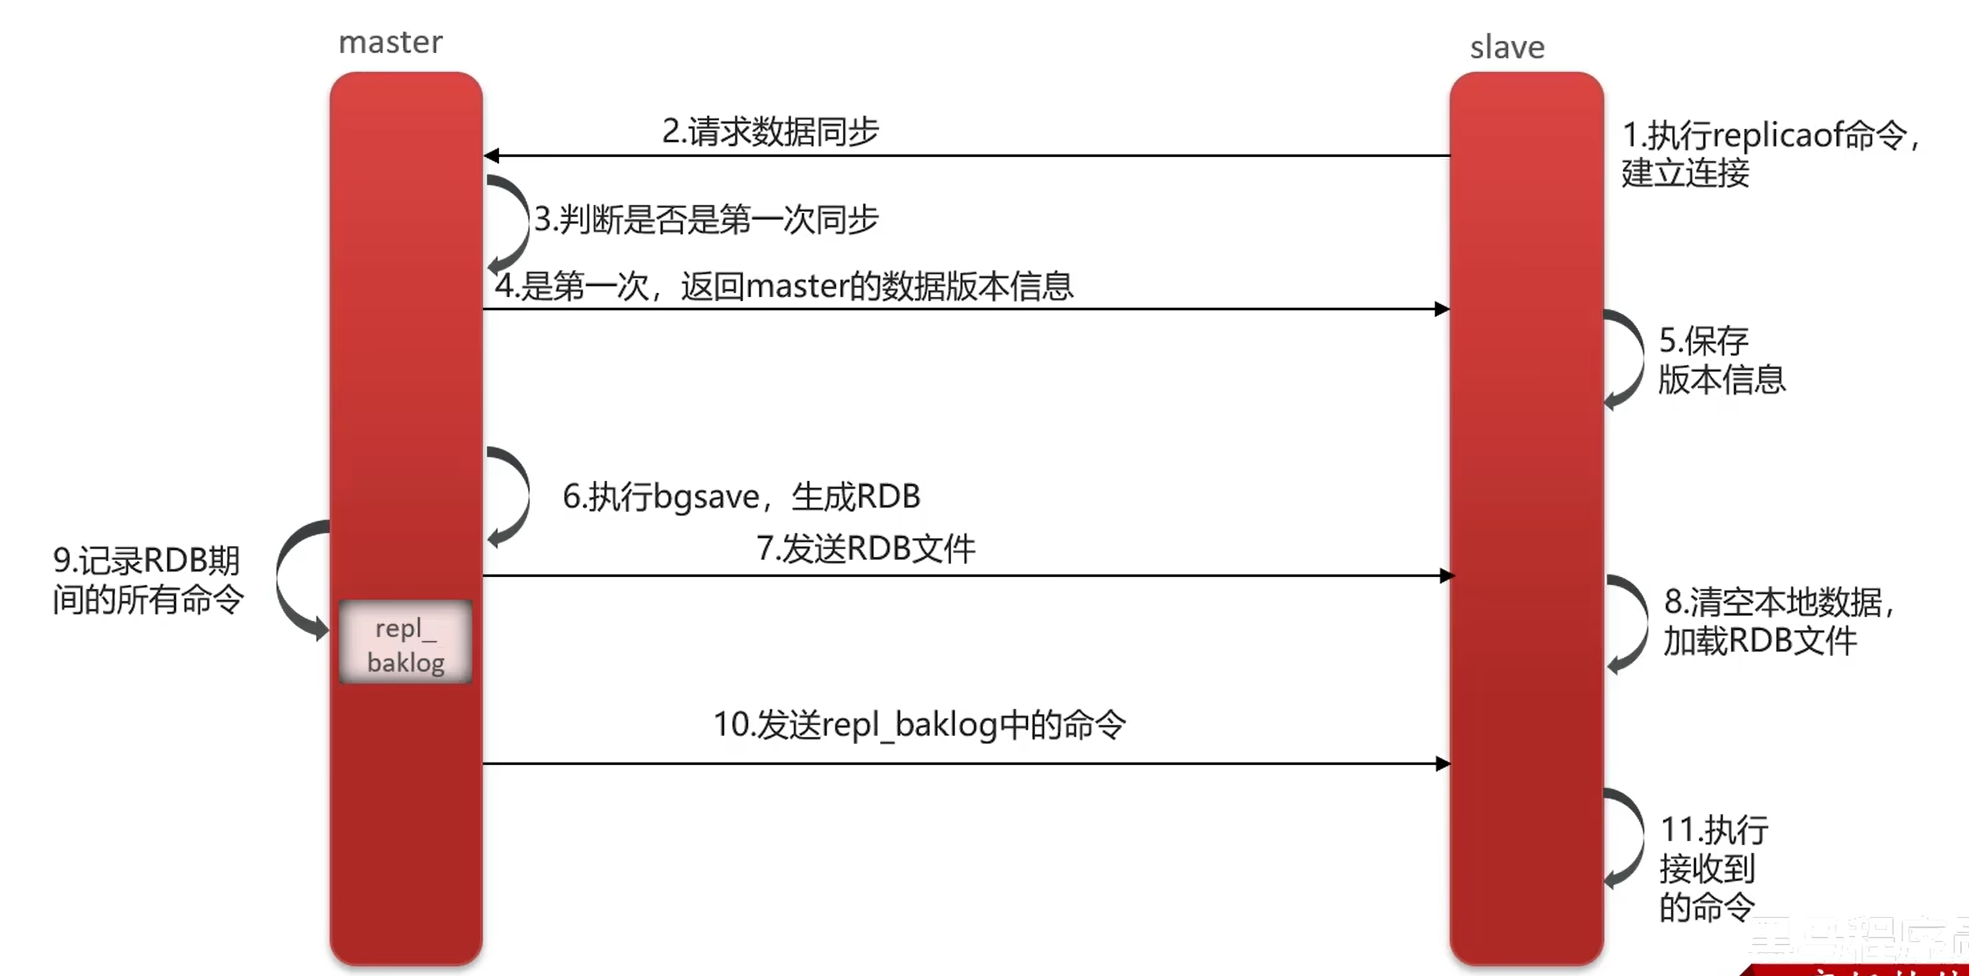 master
slave
2.请求数据同步
1.执行replicaof命令，
建立连接
3.判断是否是第一次同步
4.是第一次，返回master的数据版本信息
5.保存
版本信息
6.执行bgsave，生成RDB
7.发送RDB文件
9.记录RDB期
间的所有命令
repl_
baklog
8.清空本地数据，
加载RDB文件
10.发送repl_baklog中的命令
11.执行
接收到
的命令
黑马程序员